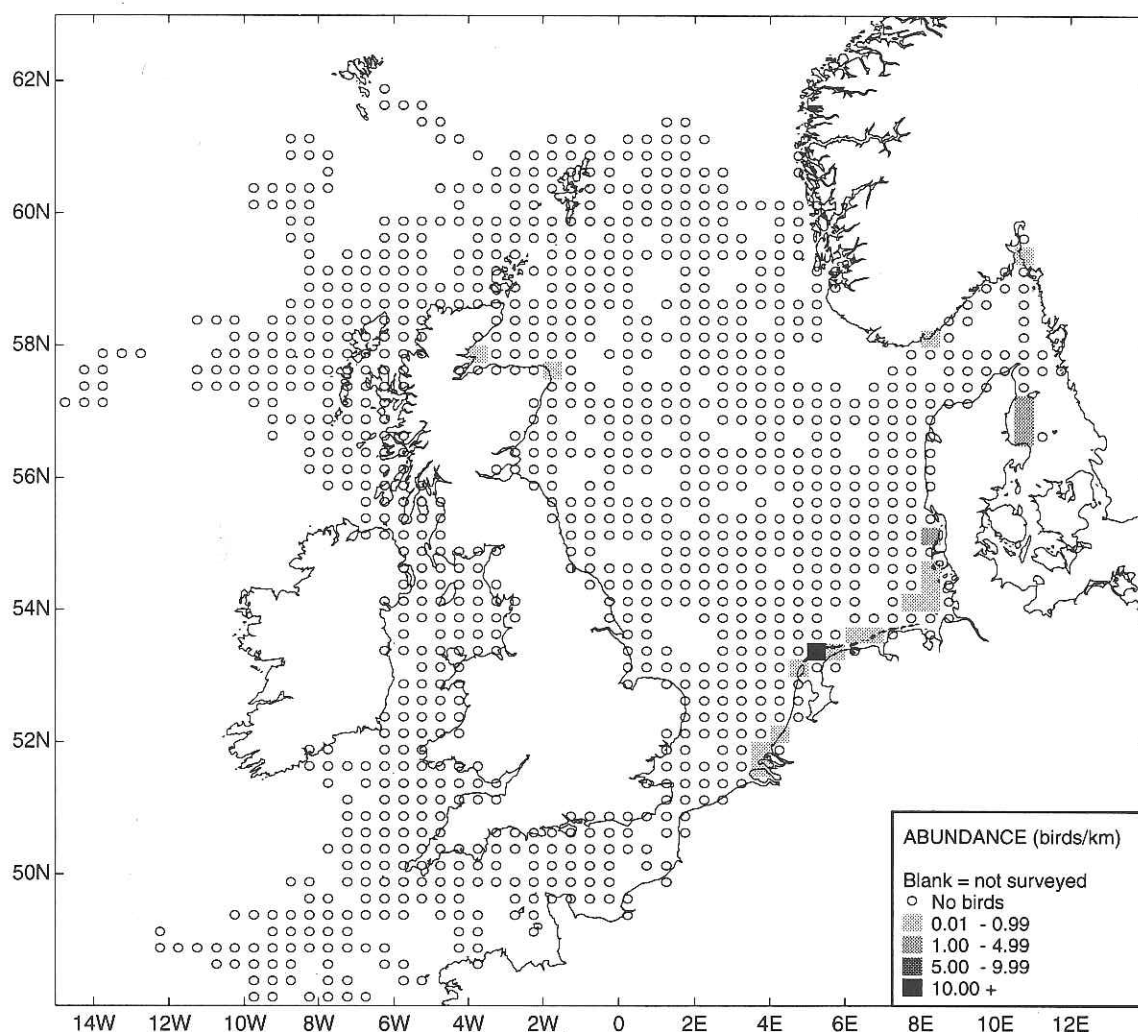 62N
60N
58N
56N
54N
52N
50N
ABUNDANCE (birds/km)
Blank = not surveyed
No birds
0.01 - 0.99
1.00 - 4.99
5.00 - 9.99
10.00 +
14W 12W 10W 8W 6W 4W 2W 0 2E 4E 6E 8E 10E 12E